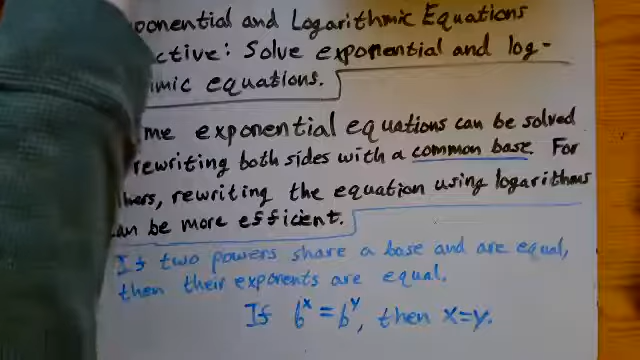 ponential and Logarithmic Equations
ctive: Solve exponential and log-
mic equations.
me exponential equations can be solved
rewriting both sides with a common base. For
hers, rewriting the equation using logarithms
an be more efficient.
If two powers share a base and are equal,
then their exponents are equal.
If b^x = b^y, then x=y.